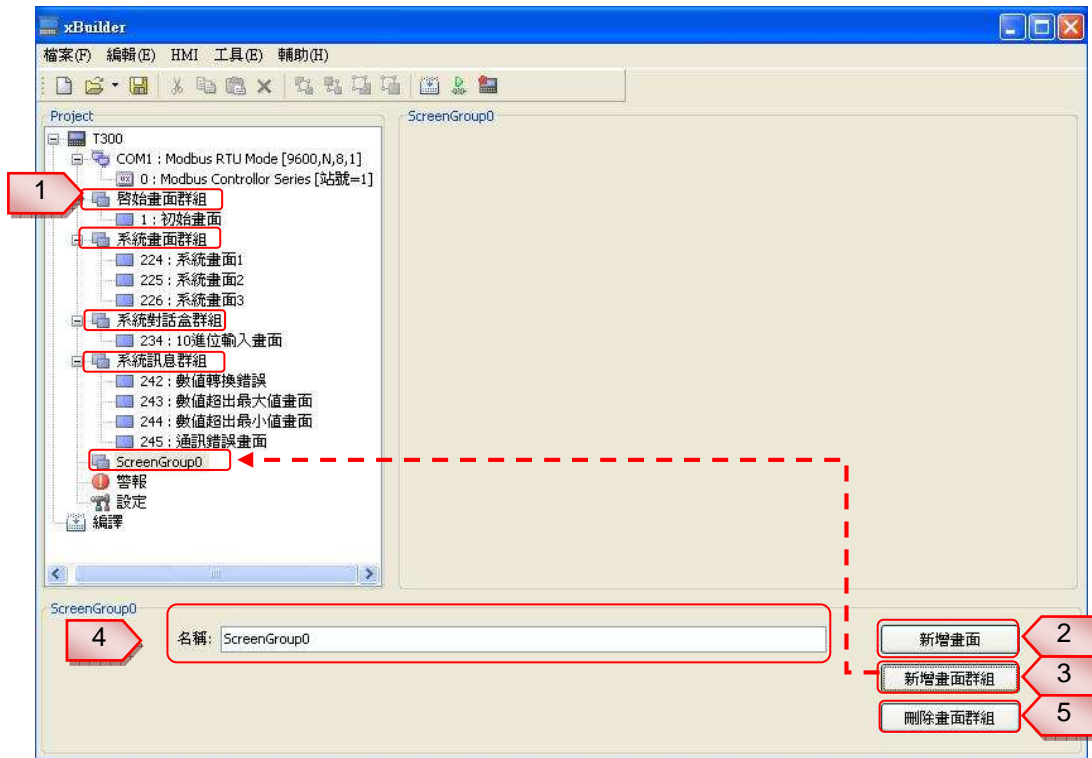 xBuilder
檔案(F) 編輯(E) HMI 工具(E) 輔助(H)
Project
T300
COM1 : Modbus RTU Mode [9600,N,8,1]
0 : Modbus Controllor Series [站號=1]
1
啓始畫面群組
1 : 初始畫面
系統畫面群組
224 : 系統畫面1
225 : 系統畫面2
226 : 系統畫面3
系統對話盒群組
234 : 10進位輸入畫面
系統訊息群組
242 : 數值轉換錯誤
243 : 數值超出最大值畫面
244 : 數值超出最小值畫面
245 : 通訊錯誤畫面
ScreenGroup0
警報
設定
編譯
ScreenGroup0
ScreenGroup0
4
名稱: ScreenGroup0
新增畫面
2
新增畫面群組
3
刪除畫面群組
5